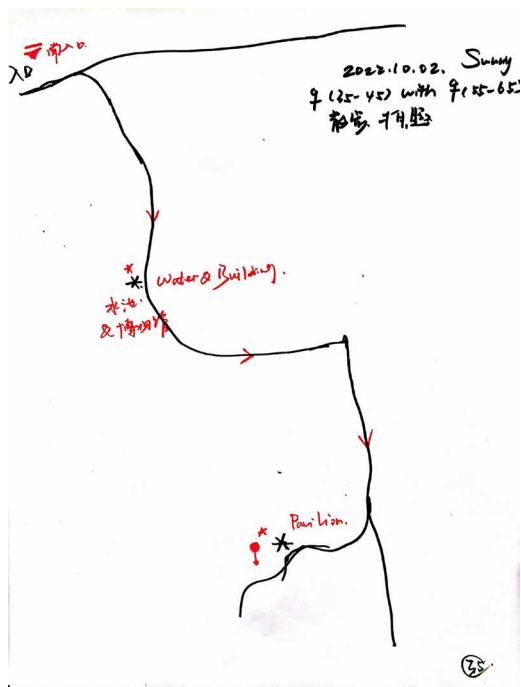 南入口.
入口
2022.10.02. Sunny
♀(35-45) with ♀(55-65)
Water & Building.
水池.
&博物馆
Pavilion.
35.